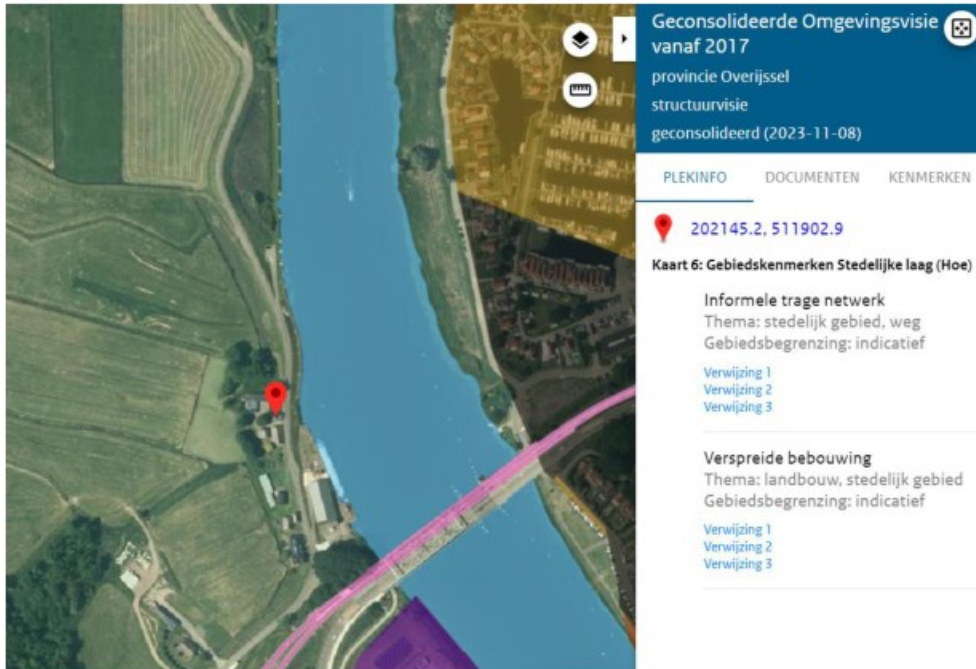 Geconsolideerde Omgevingsvisie
vanaf 2017
provincie Overijssel
structuurvisie
geconsolideerd (2023-11-08)
PLEKINFO DOCUMENTEN KENMERKEN
202145.2, 511902.9
Kaart 6: Gebiedskenmerken Stedelijke laag (Hoe)
Informele trage netwerk
Thema: stedelijk gebied, weg
Gebiedsbegrenzing: indicatief
Verwijzing 1
Verwijzing 2
Verwijzing 3
Verspreide bebouwing
Thema: landbouw, stedelijk gebied
Gebiedsbegrenzing: indicatief
Verwijzing 1
Verwijzing 2
Verwijzing 3